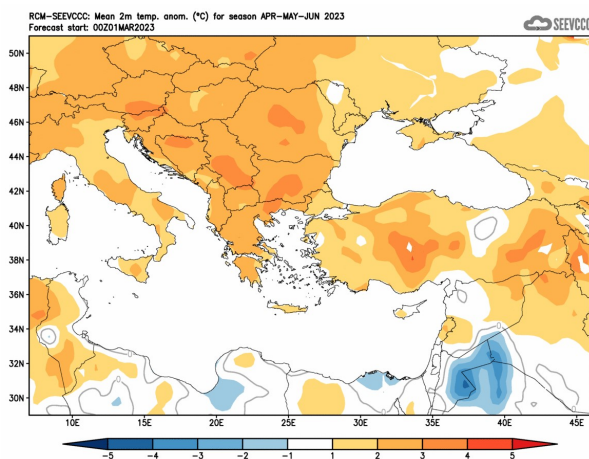 RCM-SEEVCCC: Mean 2m temp. anom. (°C) for season APR-MAY-JUN 2023
Forecast start: 00Z01MAR2023
SEEVCCC
50N
48N
46N
44N
42N
40N
38N
36N
34N
32N
30N
10E 15E 20E 25E 30E 35E 40E 45E
-5 -4 -3 -2 -1 1 2 3 4 5